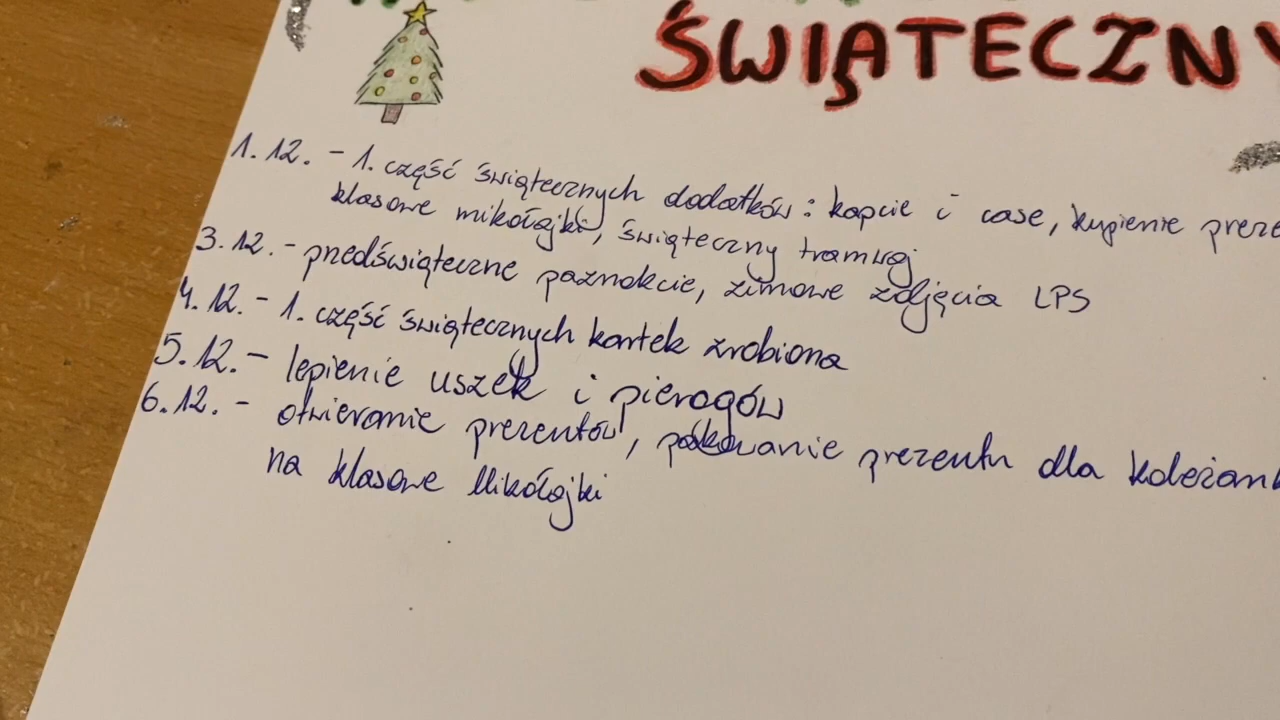 ŚWIĄTECZNY
1.12. - 1. część świątecznych dodatków: kapcie i case, kupienie preze
klasowe mikołajki, świąteczny tramwaj
3.12. - przedświąteczne paznokcie, zimowe zdjęcia LPS
4.12. - 1. część świątecznych kartek zrobiona
5.12. - lepienie uszek i pierogów
6.12. - otwieranie prezentów, pakowanie prezentu dla koleżank
na klasowe Mikołajki